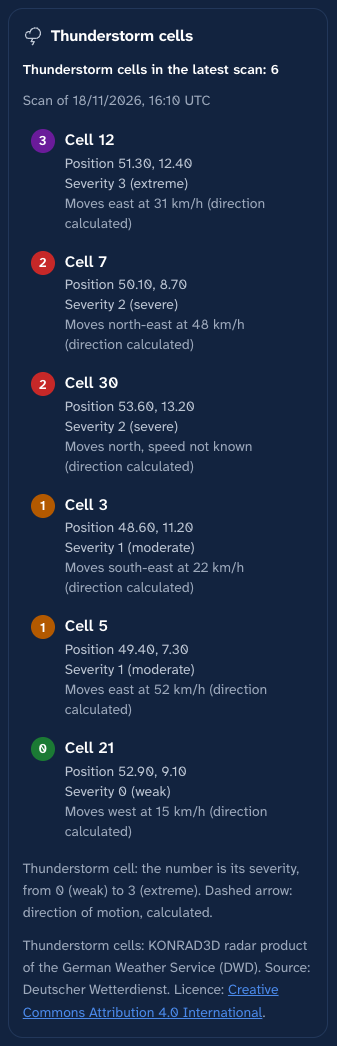 Thunderstorm cells
Thunderstorm cells in the latest scan: 6
Scan of 18/11/2026, 16:10 UTC
3
Cell 12
Position 51.30, 12.40
Severity 3 (extreme)
Moves east at 31 km/h (direction
calculated)
2
Cell 7
Position 50.10, 8.70
Severity 2 (severe)
Moves north-east at 48 km/h
(direction calculated)
2
Cell 30
Position 53.60, 13.20
Severity 2 (severe)
Moves north, speed not known
(direction calculated)
1
Cell 3
Position 48.60, 11.20
Severity 1 (moderate)
Moves south-east at 22 km/h
(direction calculated)
1
Cell 5
Position 49.40, 7.30
Severity 1 (moderate)
Moves east at 52 km/h (direction
calculated)
0
Cell 21
Position 52.90, 9.10
Severity 0 (weak)
Moves west at 15 km/h (direction
calculated)
Thunderstorm cell: the number is its severity,
from 0 (weak) to 3 (extreme). Dashed arrow:
direction of motion, calculated.
Thunderstorm cells: KONRAD3D radar product
of the German Weather Service (DWD). Source:
Deutscher Wetterdienst. Licence: Creative
Commons Attribution 4.0 International.